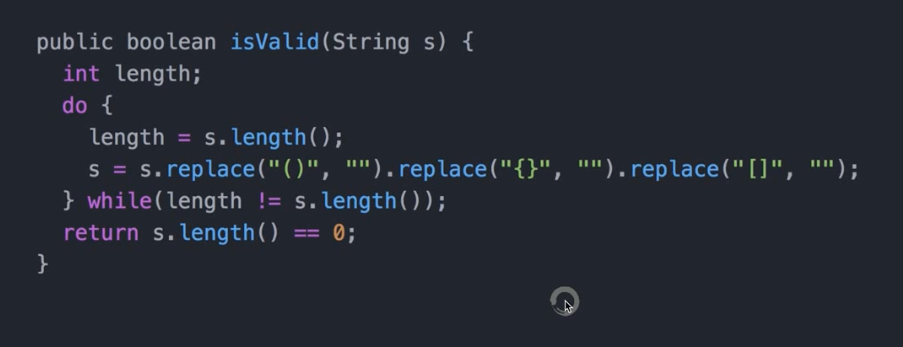 public boolean isValid(String s) {
  int length;
  do {
    length = s.length();
    s = s.replace("()", "").replace("{}", "").replace("[]", "");
  } while(length != s.length());
  return s.length() == 0;
}